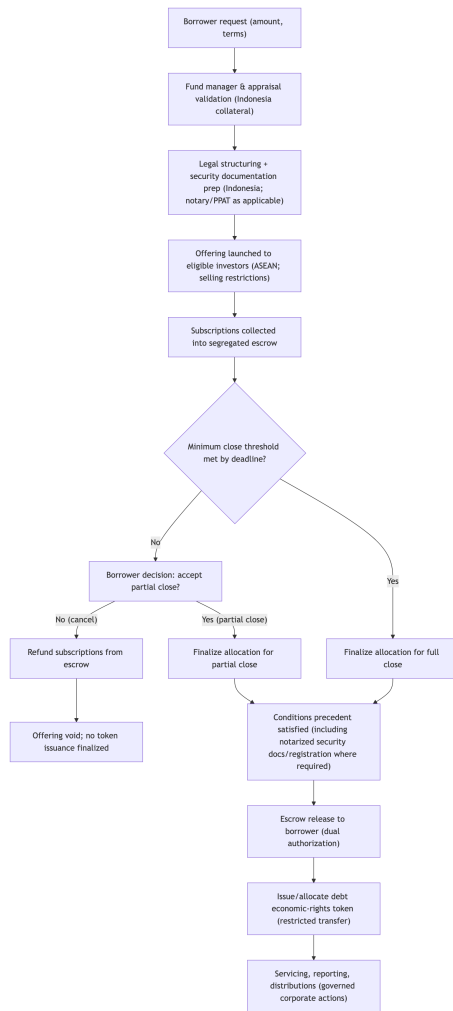 Borrower request (amount,
terms)
Fund manager & appraisal
validation (Indonesia
collateral)
Legal structuring +
security documentation
prep (Indonesia;
notary/PPAT as applicable)
Offering launched to
eligible investors (ASEAN;
selling restrictions)
Subscriptions collected
into segregated escrow
Minimum close threshold
met by deadline?
No
Yes
Borrower decision: accept
partial close?
No (cancel)
Yes (partial close)
Refund subscriptions from
escrow
Finalize allocation for
partial close
Finalize allocation for full
close
Offering void; no token
issuance finalized
Conditions precedent
satisfied (including
notarized security
docs/registration where
required)
Escrow release to
borrower (dual
authorization)
Issue/allocate debt
economic-rights token
(restricted transfer)
Servicing, reporting,
distributions (governed
corporate actions)